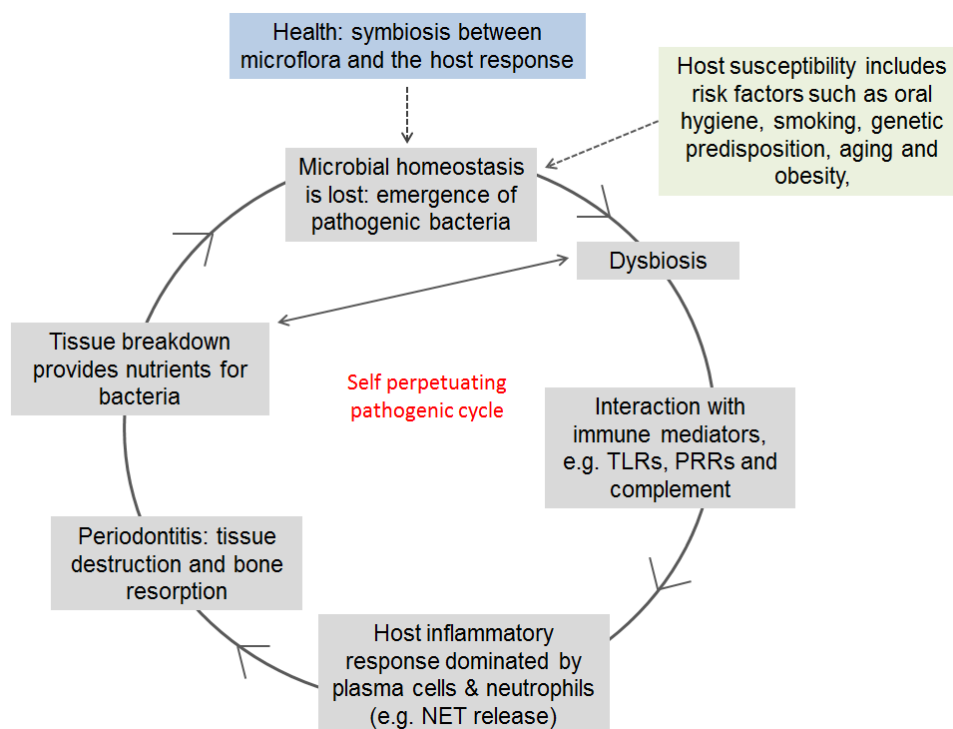 Health: symbiosis between
microflora and the host response
Host susceptibility includes
risk factors such as oral
hygiene, smoking, genetic
predisposition, aging and
obesity,
Microbial homeostasis
is lost: emergence of
pathogenic bacteria
Dysbiosis
Tissue breakdown
provides nutrients for
bacteria
Self perpetuating
pathogenic cycle
Interaction with
immune mediators,
e.g. TLRs, PRRs and
complement
Periodontitis: tissue
destruction and bone
resorption
Host inflammatory
response dominated by
plasma cells & neutrophils
(e.g. NET release)